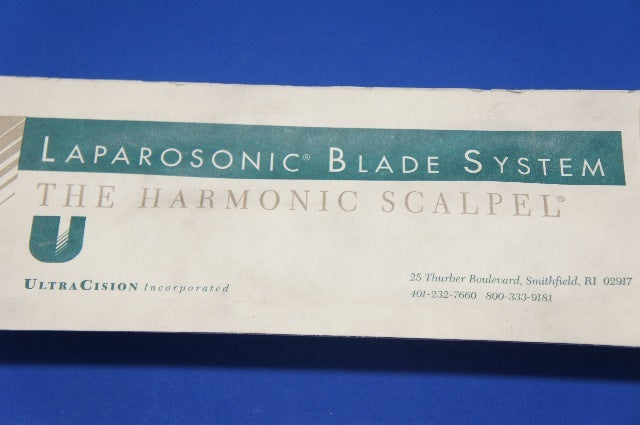 LAPAROSONIC® BLADE SYSTEM
THE HARMONIC SCALPEL®
U
ULTRACISION Incorporated
25 Thurber Boulevard, Smithfield, RI 02917
401-232-7660 800-333-9181